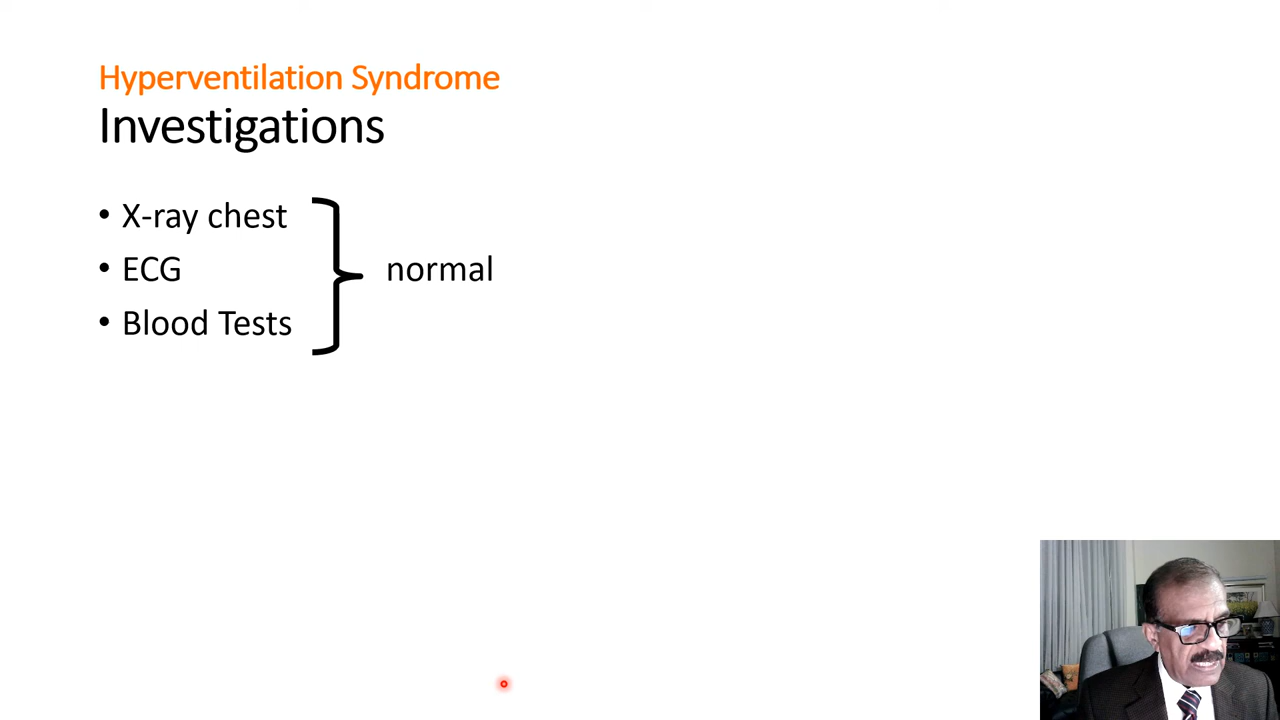 Hyperventilation Syndrome
Investigations
• X-ray chest
• ECG
• Blood Tests
normal